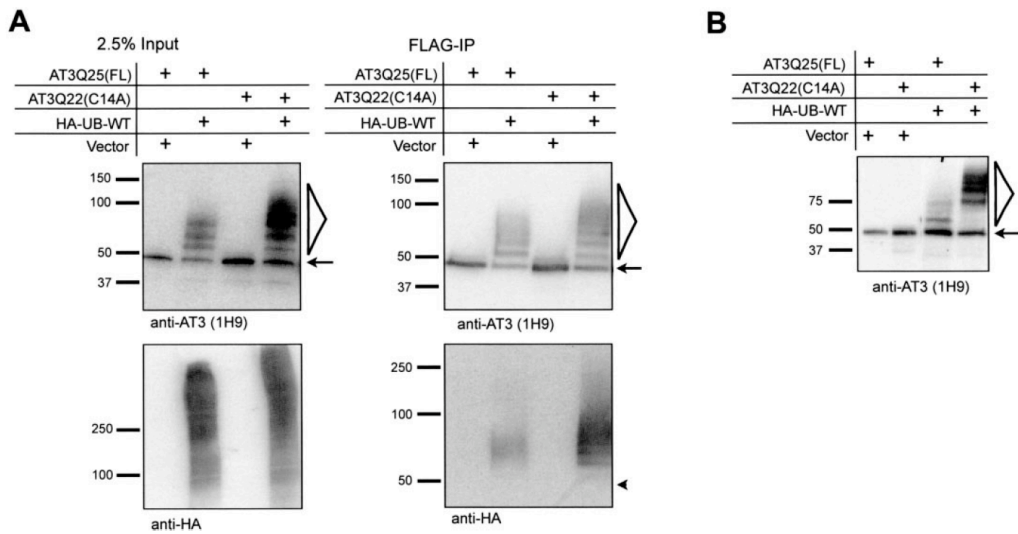 A
2.5% Input
AT3Q25(FL) + +
AT3Q22(C14A) + +
HA-UB-WT + +
Vector + +
150
100
50
37
anti-AT3 (1H9)
250
100
anti-HA
FLAG-IP
AT3Q25(FL) + +
AT3Q22(C14A) + +
HA-UB-WT + +
Vector + +
150
100
50
37
anti-AT3 (1H9)
250
100
50
anti-HA
B
AT3Q25(FL) + +
AT3Q22(C14A) + +
HA-UB-WT + +
Vector + +
75
50
37
anti-AT3 (1H9)